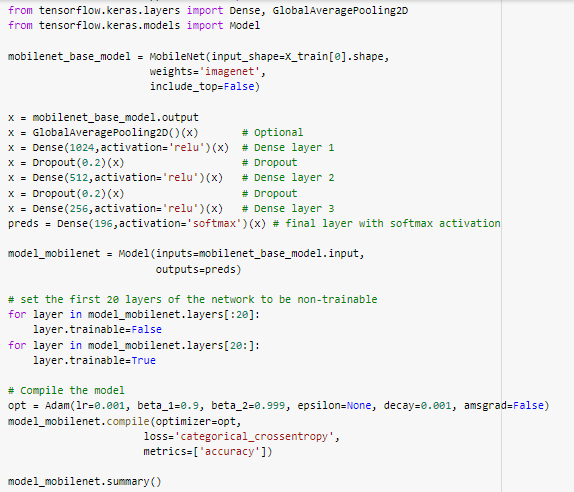 from tensorflow.keras.layers import Dense, GlobalAveragePooling2D
from tensorflow.keras.models import Model
mobilenet_base_model = MobileNet(input_shape=X_train[0].shape,
weights='imagenet',
include_top=False)
x = mobilenet_base_model.output
x = GlobalAveragePooling2D()(x) # Optional
x = Dense(1024,activation='relu')(x) # Dense layer 1
x = Dropout(0.2)(x) # Dropout
x = Dense(512,activation='relu')(x) # Dense layer 2
x = Dropout(0.2)(x) # Dropout
x = Dense(256,activation='relu')(x) # Dense layer 3
preds = Dense(196,activation='softmax')(x) # final layer with softmax activation
model_mobilenet = Model(inputs=mobilenet_base_model.input,
outputs=preds)
# set the first 20 layers of the network to be non-trainable
for layer in model_mobilenet.layers[:20]:
layer.trainable=False
for layer in model_mobilenet.layers[20:]:
layer.trainable=True
# Compile the model
opt = Adam(lr=0.001, beta_1=0.9, beta_2=0.999, epsilon=None, decay=0.001, amsgrad=False)
model_mobilenet.compile(optimizer=opt,
loss='categorical_crossentropy',
metrics=['accuracy'])
model_mobilenet.summary()